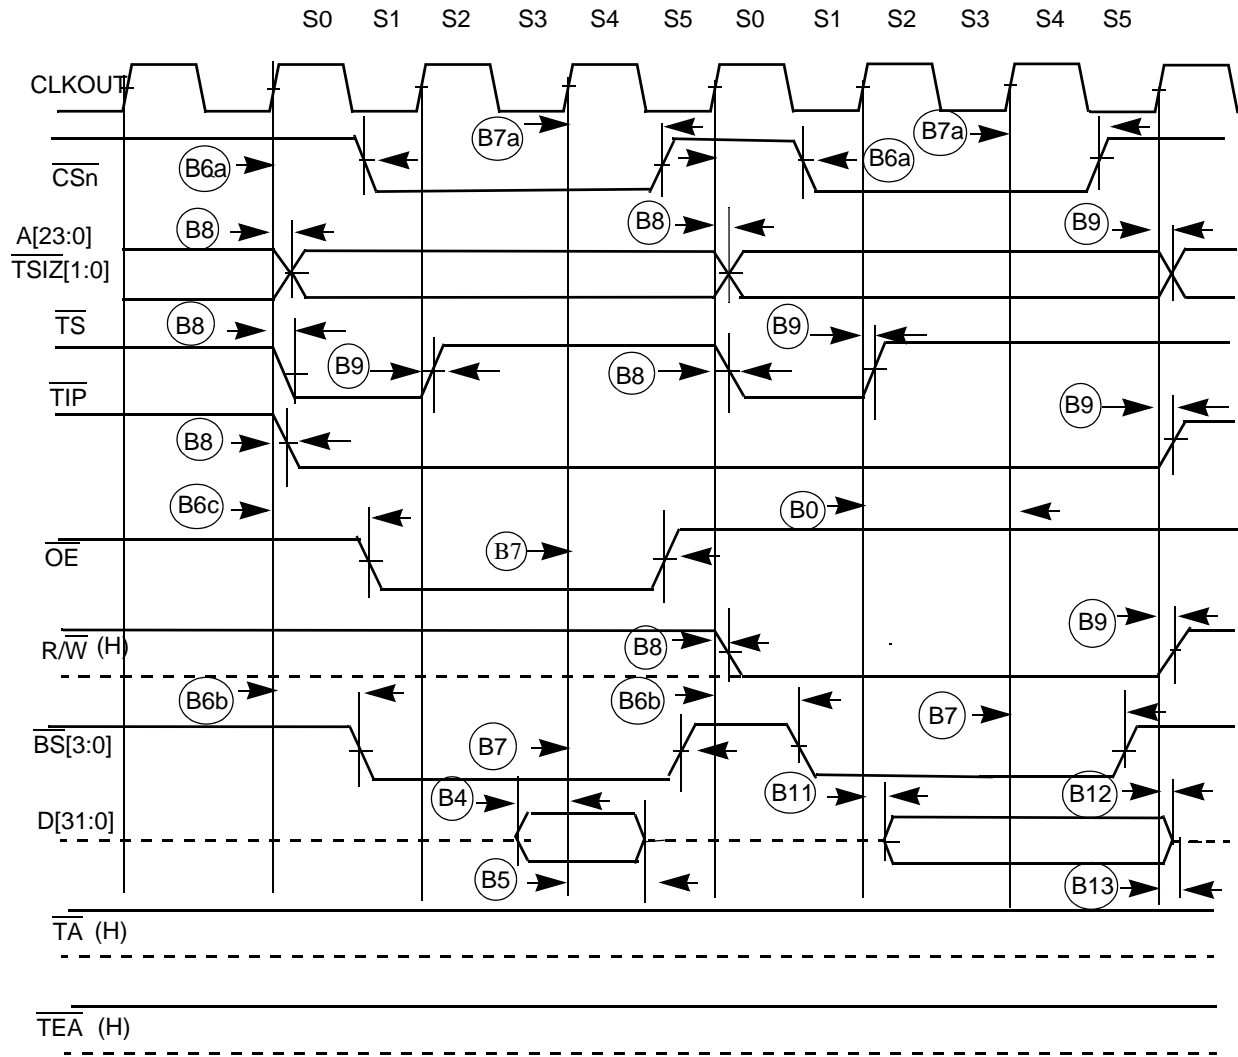 S0 S1 S2 S3 S4 S5 S0 S1 S2 S3 S4 S5
CLKOUT
B7a B7a
B6a B6a
CSn
B8 B8 B9
A[23:0]
TSIZ[1:0]
TS
B8 B9
B9 B8
TIP
B9
B8
B6c B0
OE
B7
R/W (H)
B8 B9
B6b B6b
BS[3:0]
B7 B7
B4 B11 B12
D[31:0]
B5 B13
TA (H)
TEA (H)